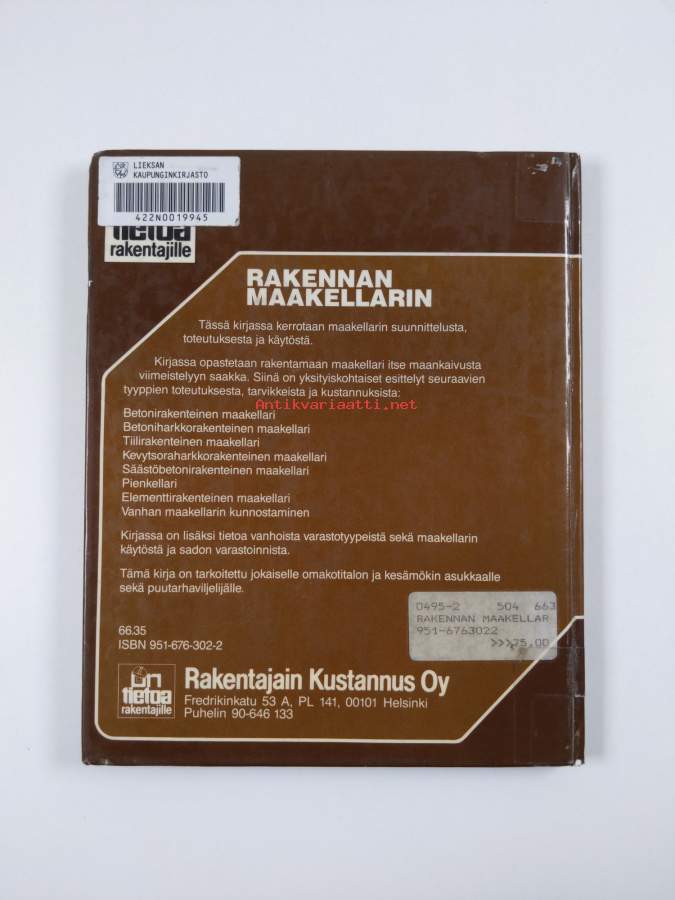 LIEKSAN
KAUPUNGINKIRJASTO
422N0019945
tietoa
rakentajille
RAKENNAN
MAAKELLARIN
Tässä kirjassa kerrotaan maakellarin suunnittelusta,
toteutuksesta ja käytöstä.
Kirjassa opastetaan rakentamaan maakellari itse maankaivusta
viimeistelyyn saakka. Siinä on yksityiskohtaiset esittelyt seuraavien
tyyppien toteutuksesta, tarvikkeista ja kustannuksista:
Antikvariaatti.net
Betonirakenteinen maakellari
Betoniharkkorakenteinen maakellari
Tiilirakenteinen maakellari
Kevytsoraharkkorakenteinen maakellari
Säästöbetonirakenteinen maakellari
Pienkellari
Elementtirakenteinen maakellari
Vanhan maakellarin kunnostaminen
Kirjassa on lisäksi tietoa vanhoista varastotyypeistä sekä maakellarin
käytöstä ja sadon varastoinnista.
Tämä kirja on tarkoitettu jokaiselle omakotitalon ja kesämökin asukkaalle
sekä puutarhaviljelijälle.
0495-2 504 663
RAKENNAN MAAKELLAR
951-6763022
>>>75,00
66.35
ISBN 951-676-302-2
tietoa
rakentajille
Rakentajain Kustannus Oy
Fredrikinkatu 53 A, PL 141, 00101 Helsinki
Puhelin 90-646 133